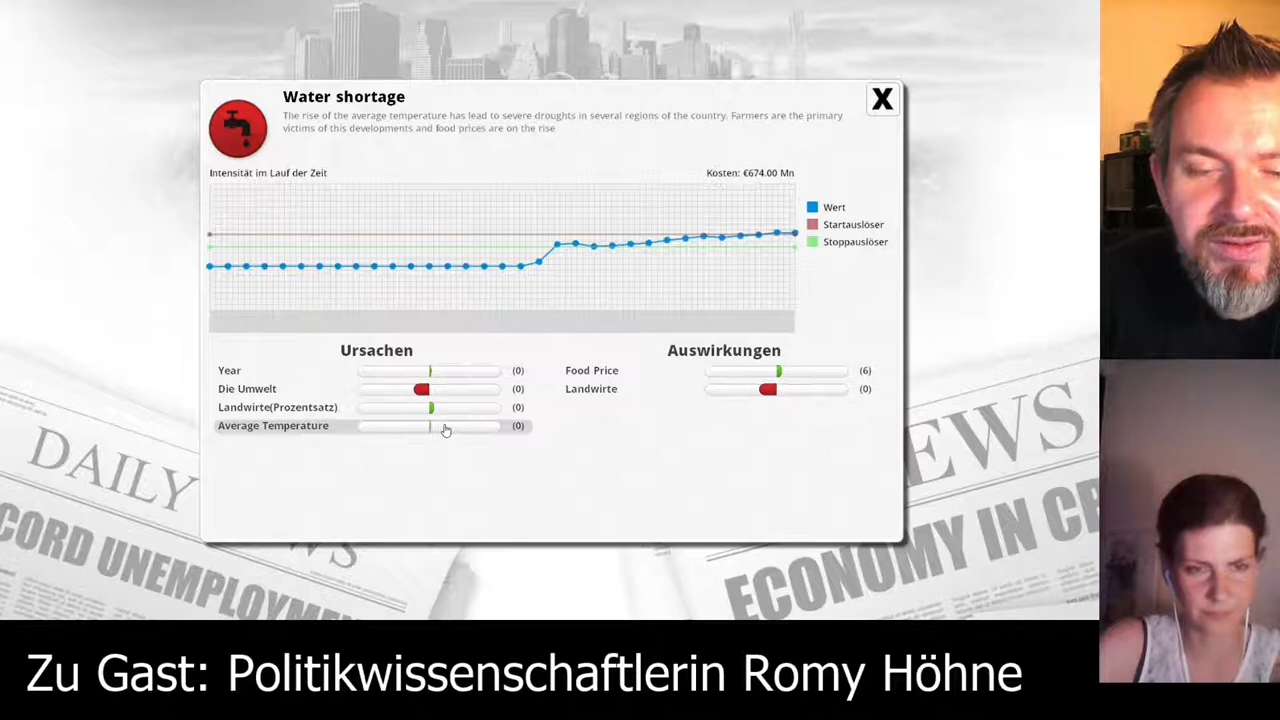 Water shortage
X
The rise of the average temperature has lead to severe droughts in several regions of the country. Farmers are the primary
victims of this developments and food prices are on the rise
Intensität im Lauf der Zeit
Kosten: €674.00 Mn
Wert
Startauslöser
Stoppauslöser
Ursachen
Year (0)
Die Umwelt (0)
Landwirte(Prozentsatz) (0)
Average Temperature (0)
Auswirkungen
Food Price (6)
Landwirte (0)
DAILY
NEWS
CORD UNEMPLOYME
EWS
ECONOMY IN CR
Zu Gast: Politikwissenschaftlerin Romy Höhne